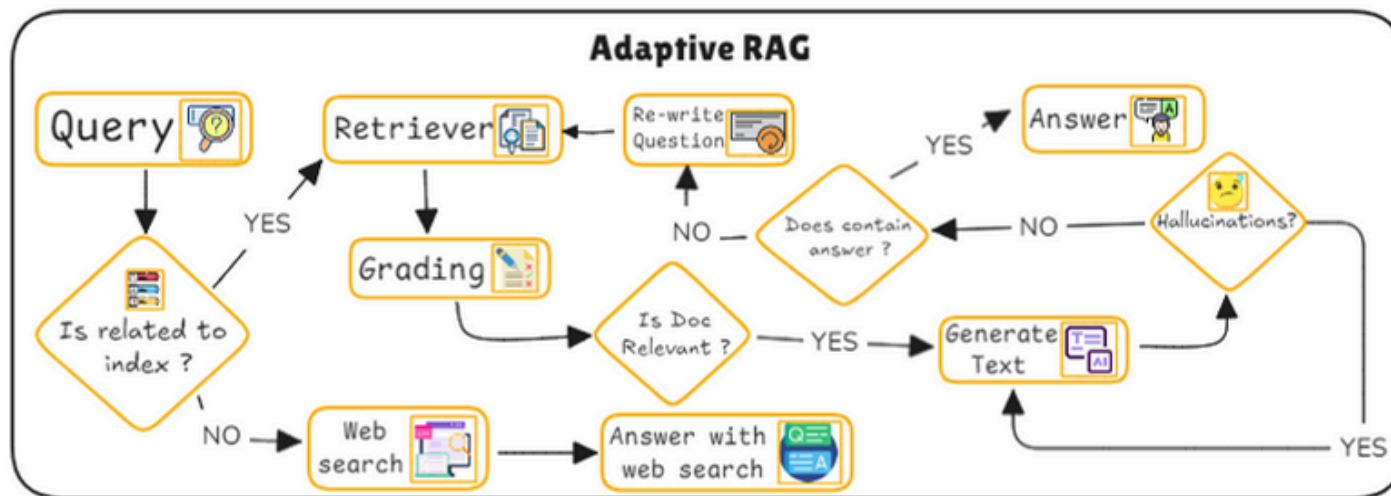 Adaptive RAG
Query
Retriever
Re-write
Question
Answer
YES
YES
Does contain
answer ?
NO
NO
Hallucinations?
Grading
Is related to
index ?
Is Doc
Relevant ?
YES
Generate
Text
NO
Web
search
Answer with
web search
YES